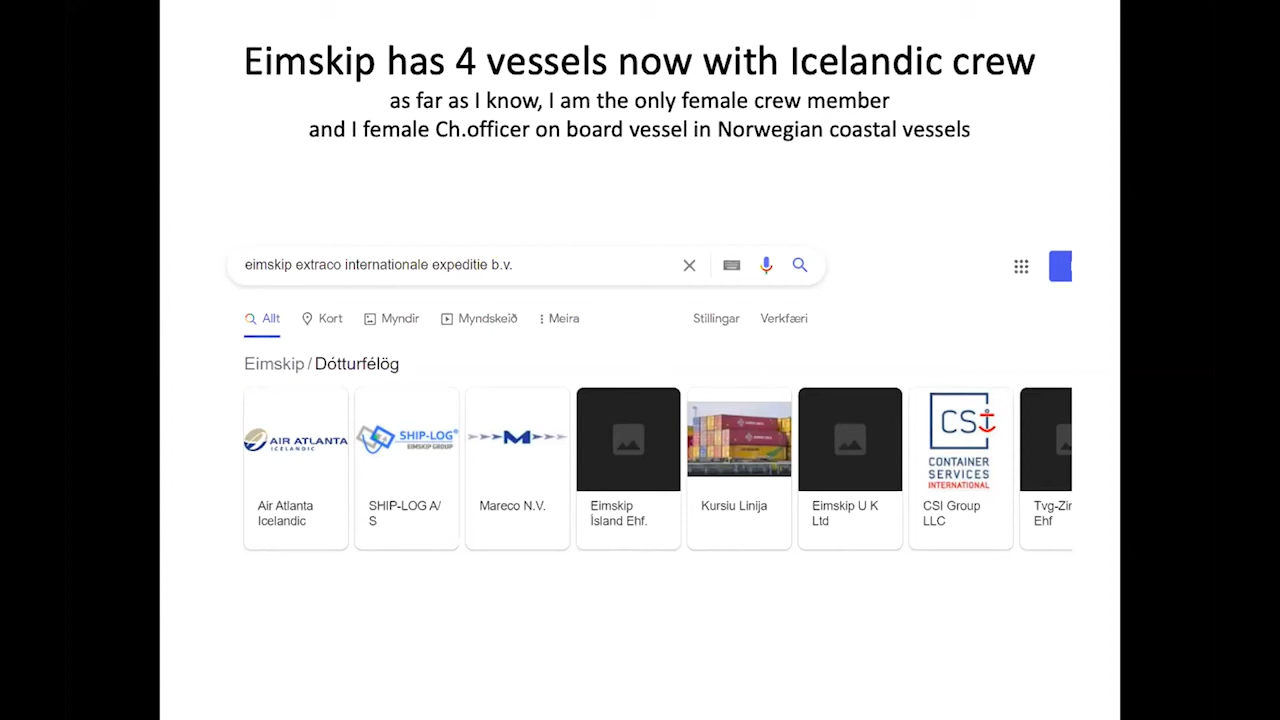 Eimskip has 4 vessels now with Icelandic crew
as far as I know, I am the only female crew member
and I female Ch.officer on board vessel in Norwegian coastal vessels
eimskip extraco internationale expeditie b.v.
Allt Kort Myndir Myndskeið Meira Stillingar Verkfæri
Eimskip / Dótturfélög
AIR ATLANTA
ICELANDIC
SHIP-LOG®
EIMSKIP GROUP
M
CSI
CONTAINER
SERVICES
INTERNATIONAL
Air Atlanta
Icelandic
SHIP-LOG A/
S
Mareco N.V.
Eimskip
Ísland Ehf.
Kursiu Linija
Eimskip U K
Ltd
CSI Group
LLC
Tvg-Zir
Ehf